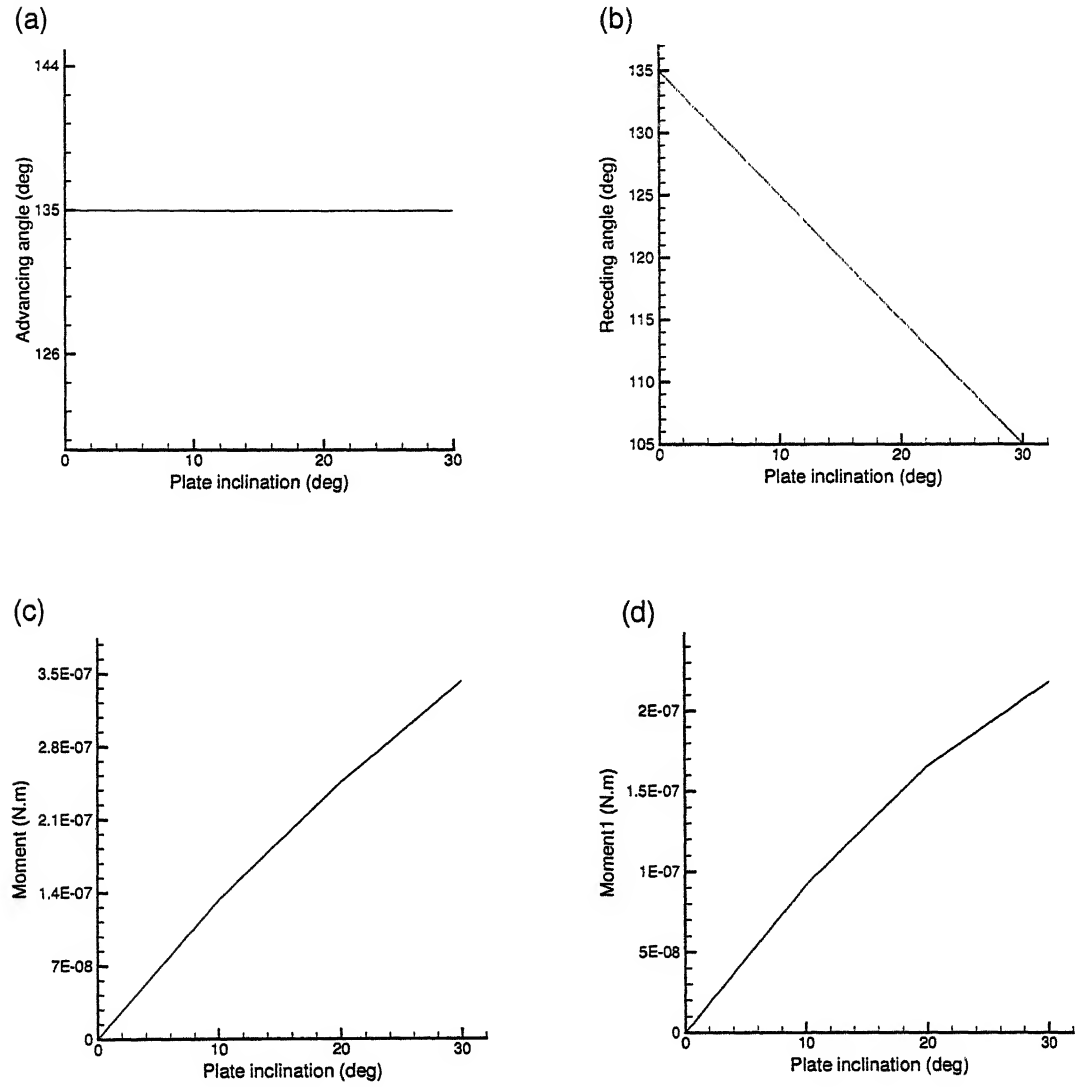 (a)
144
135
126
Advancing angle (deg)
0 10 20 30
Plate inclination (deg)
(b)
135
130
125
120
115
110
105
Receding angle (deg)
0 10 20 30
Plate inclination (deg)
(c)
3.5E-07
2.8E-07
2.1E-07
1.4E-07
7E-08
0
Moment (N.m)
0 10 20 30
Plate inclination (deg)
(d)
2E-07
1.5E-07
1E-07
5E-08
0
Moment1 (N.m)
0 10 20 30
Plate inclination (deg)